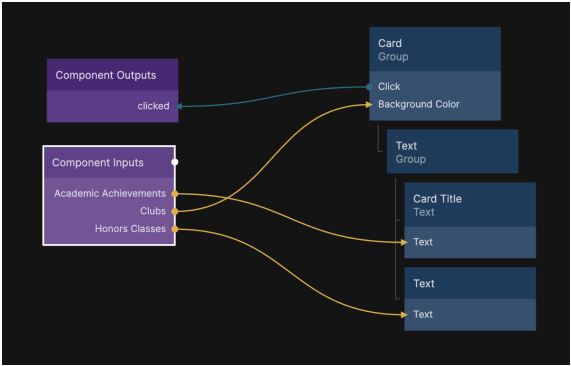 Component Outputs
clicked
Component Inputs
Academic Achievements
Clubs
Honors Classes
Card
Group
Click
Background Color
Text
Group
Card Title
Text
Text
Text
Text